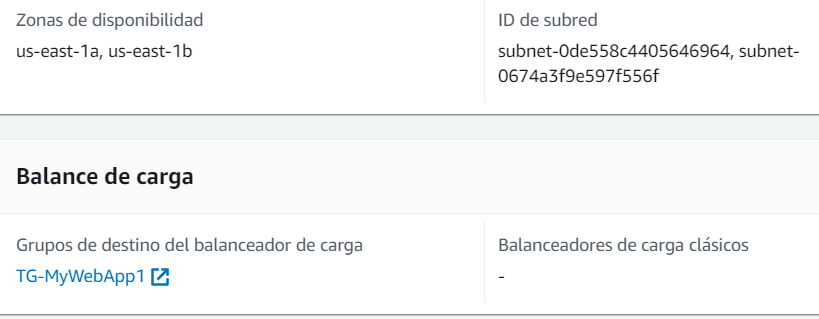 Zonas de disponibilidad
us-east-1a, us-east-1b
ID de subred
subnet-0de558c4405646964, subnet-
0674a3f9e597f556f
Balance de carga
Grupos de destino del balanceador de carga
TG-MyWebApp1
Balanceadores de carga clásicos
-